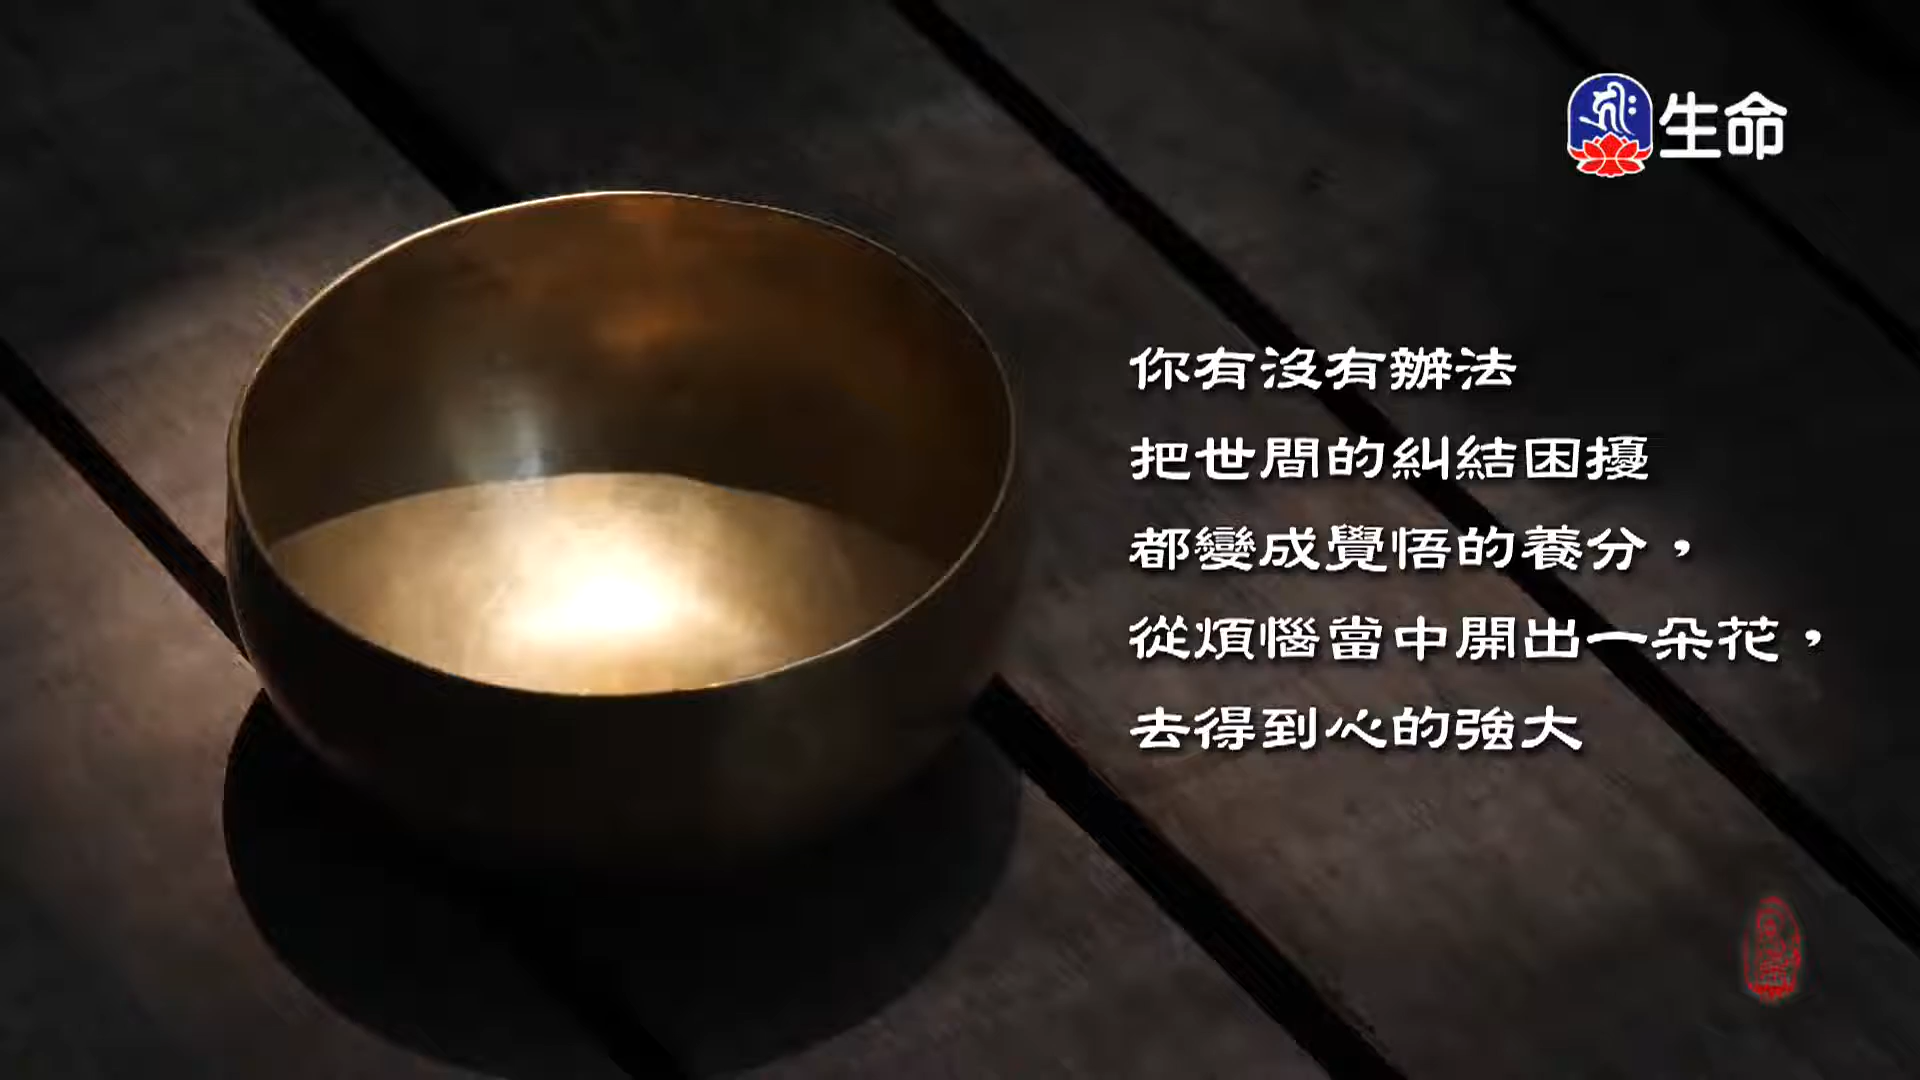 生命
你有沒有辦法
把世間的糾結困擾
都變成覺悟的養分，
從煩惱當中開出一朵花，
去得到心的強大